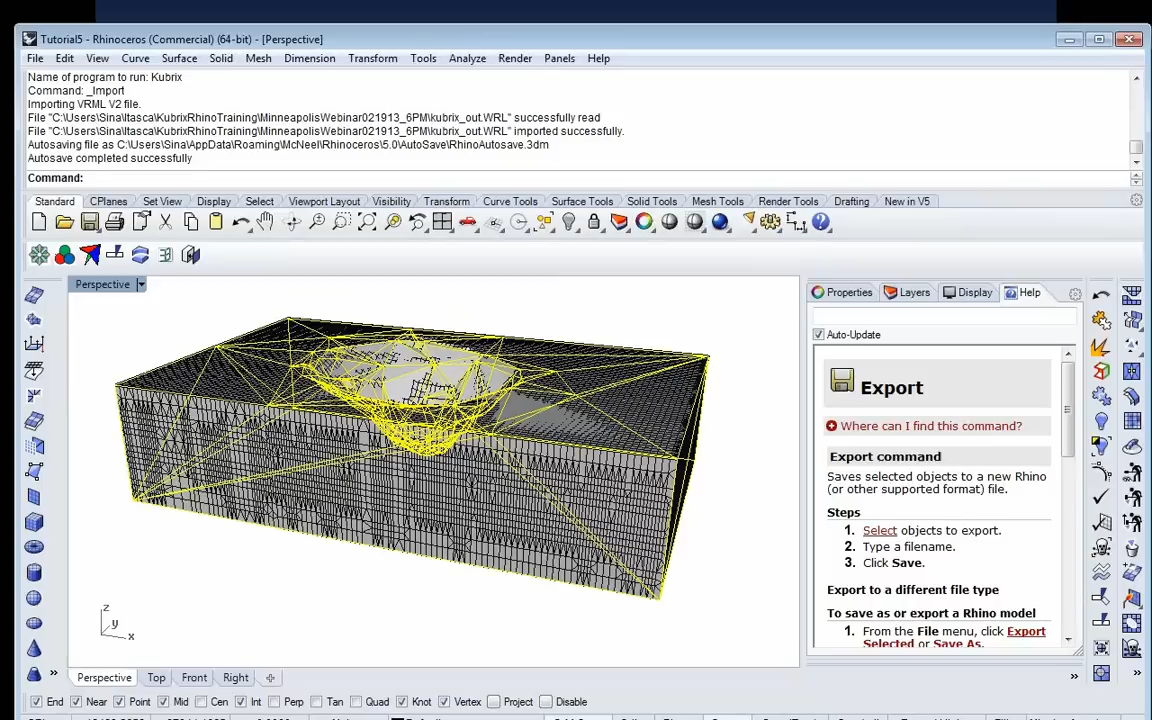 Tutorial5 - Rhinoceros (Commercial) (64-bit) - [Perspective]
File Edit View Curve Surface Solid Mesh Dimension Transform Tools Analyze Render Panels Help
Name of program to run: Kubrix
Command: _Import
Importing VRML V2 file.
File "C:\Users\Sina\Itasca\KubrixRhinoTraining\MinneapolisWebinar021913_6PM\kubrix_out.WRL" successfully read
File "C:\Users\Sina\Itasca\KubrixRhinoTraining\MinneapolisWebinar021913_6PM\kubrix_out.WRL" imported successfully.
Autosaving file as C:\Users\Sina\AppData\Roaming\McNeel\Rhinoceros\5.0\AutoSave\RhinoAutosave.3dm
Autosave completed successfully
Command:
Standard CPlanes Set View Display Select Viewport Layout Visibility Transform Curve Tools Surface Tools Solid Tools Mesh Tools Render Tools Drafting New in V5
Perspective
Properties Layers Display Help
Auto-Update
Export
Where can I find this command?
Export command
Saves selected objects to a new Rhino
(or other supported format) file.
Steps
1. Select objects to export.
2. Type a filename.
3. Click Save.
Export to a different file type
To save as or export a Rhino model
1. From the File menu, click Export
Selected or Save As.
z
y
x
Perspective Top Front Right
End Near Point Mid Cen Int Perp Tan Quad Knot Vertex Project Disable